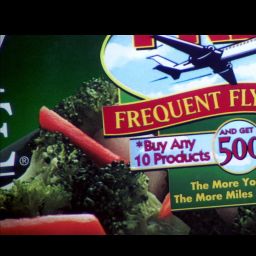 FREQUENT FLY
*Buy Any
10 Products
AND GET
500
The More Yo
The More Miles
®